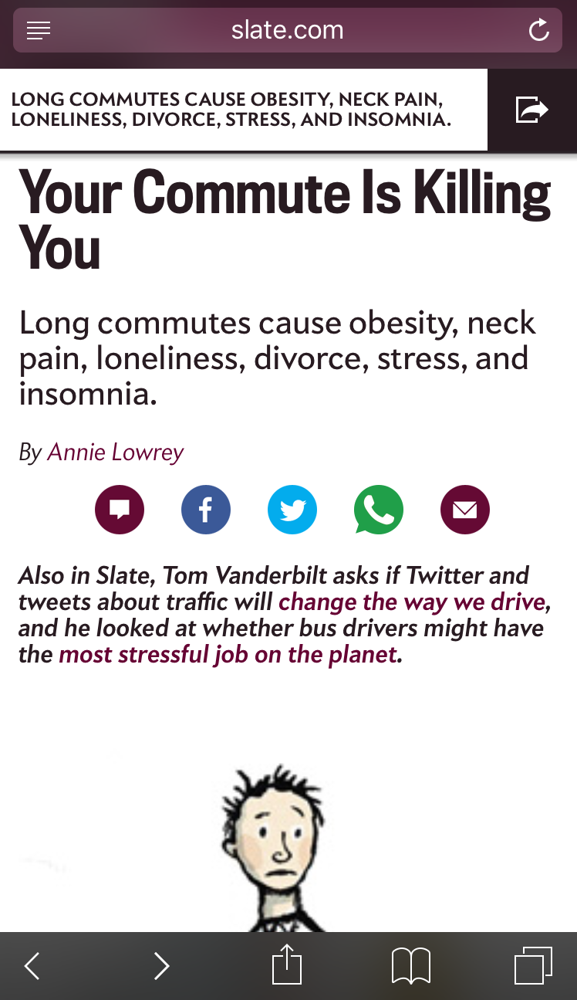 slate.com
LONG COMMUTES CAUSE OBESITY, NECK PAIN,
LONELINESS, DIVORCE, STRESS, AND INSOMNIA.
Your Commute Is Killing
You
Long commutes cause obesity, neck
pain, loneliness, divorce, stress, and
insomnia.
By Annie Lowrey
Also in Slate, Tom Vanderbilt asks if Twitter and
tweets about traffic will change the way we drive,
and he looked at whether bus drivers might have
the most stressful job on the planet.